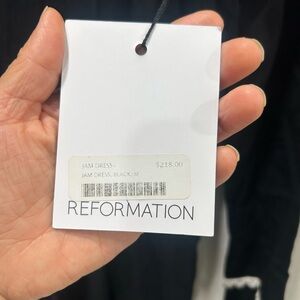 JAM DRESS- $218.00
JAM DRESS, BLACK, M
REFORMATION